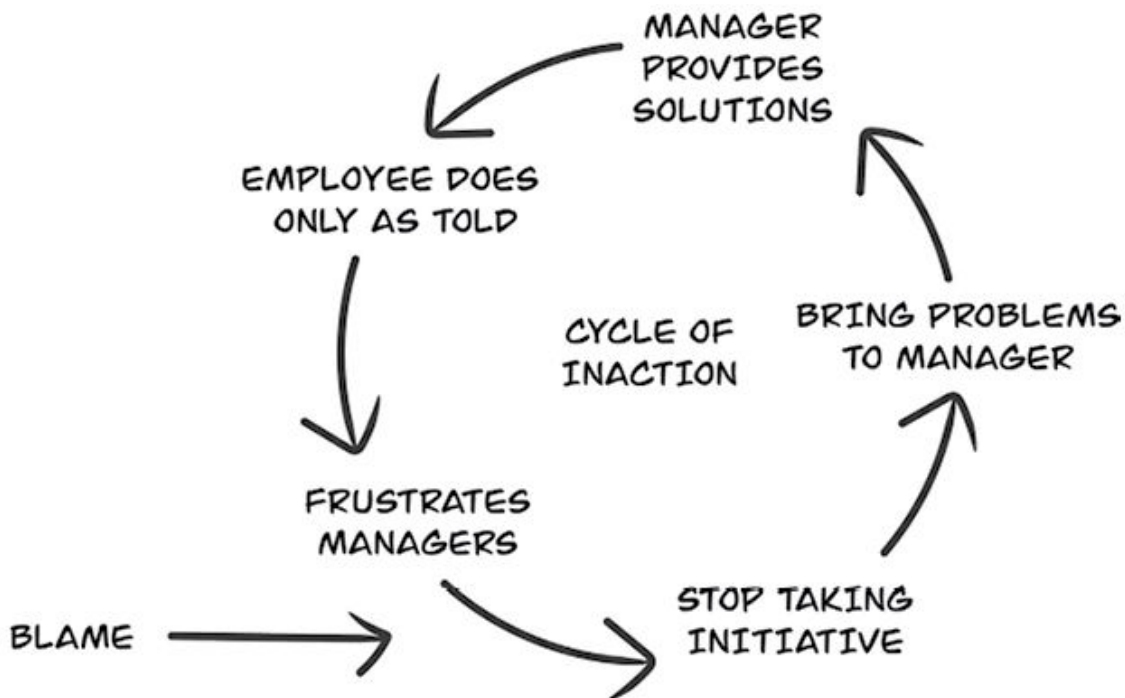 MANAGER
PROVIDES
SOLUTIONS
EMPLOYEE DOES
ONLY AS TOLD
CYCLE OF
INACTION
BRING PROBLEMS
TO MANAGER
FRUSTRATES
MANAGERS
STOP TAKING
INITIATIVE
BLAME